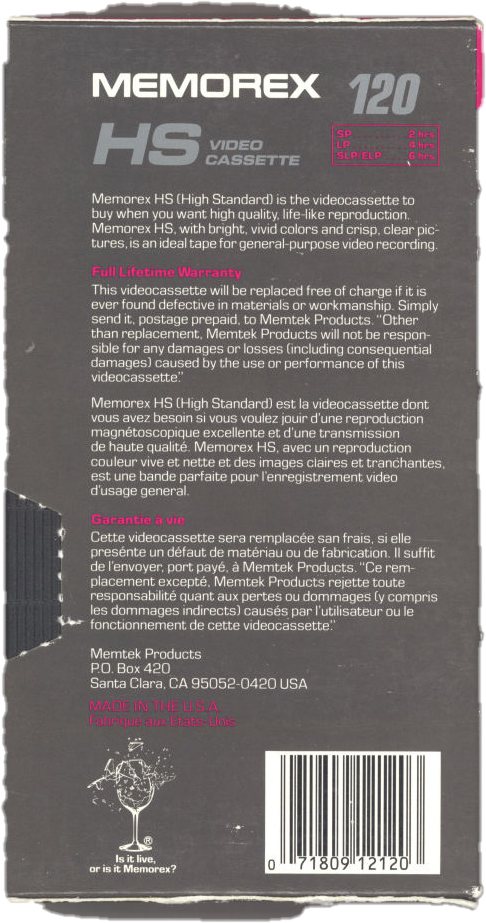 MEMOREX 120
HS VIDEO
CASSETTE
SP 2 hrs.
LP 4 hrs.
SLP/ELP 6 hrs.
Memorex HS (High Standard) is the videocassette to
buy when you want high quality, life-like reproduction.
Memorex HS, with bright, vivid colors and crisp, clear pic-
tures, is an ideal tape for general-purpose video recording.
Full Lifetime Warranty
This videocassette will be replaced free of charge if it is
ever found defective in materials or workmanship. Simply
send it, postage prepaid, to Memtek Products. "Other
than replacement, Memtek Products will not be respon-
sible for any damages or losses (including consequential
damages) caused by the use or performance of this
videocassette."
Memorex HS (High Standard) est la videocassette dont
vous avez besoin si vous voulez jouir d'une reproduction
magnétoscopique excellente et d'une transmission
de haute qualité. Memorex HS, avec un reproduction
couleur vive et nette et des images claires et tranchantes,
est une bande parfaite pour l'enregistrement video
d'usage general.
Garantie à vie
Cette videocassette sera remplacée san frais, si elle
presénte un défaut de matériau ou de fabrication. Il suffit
de l'envoyer, port payé, à Memtek Products. "Ce rem-
placement excepté, Memtek Products rejette toute
responsabilité quant aux pertes ou dommages (y compris
les dommages indirects) causés par l'utilisateur ou le
fonctionnement de cette videocassette."
Memtek Products
P.O. Box 420
Santa Clara, CA 95052-0420 USA
MADE IN THE U.S.A.
Fabriqué aux États-Unis
®
Is it live,
or is it Memorex?
0 71809 12120